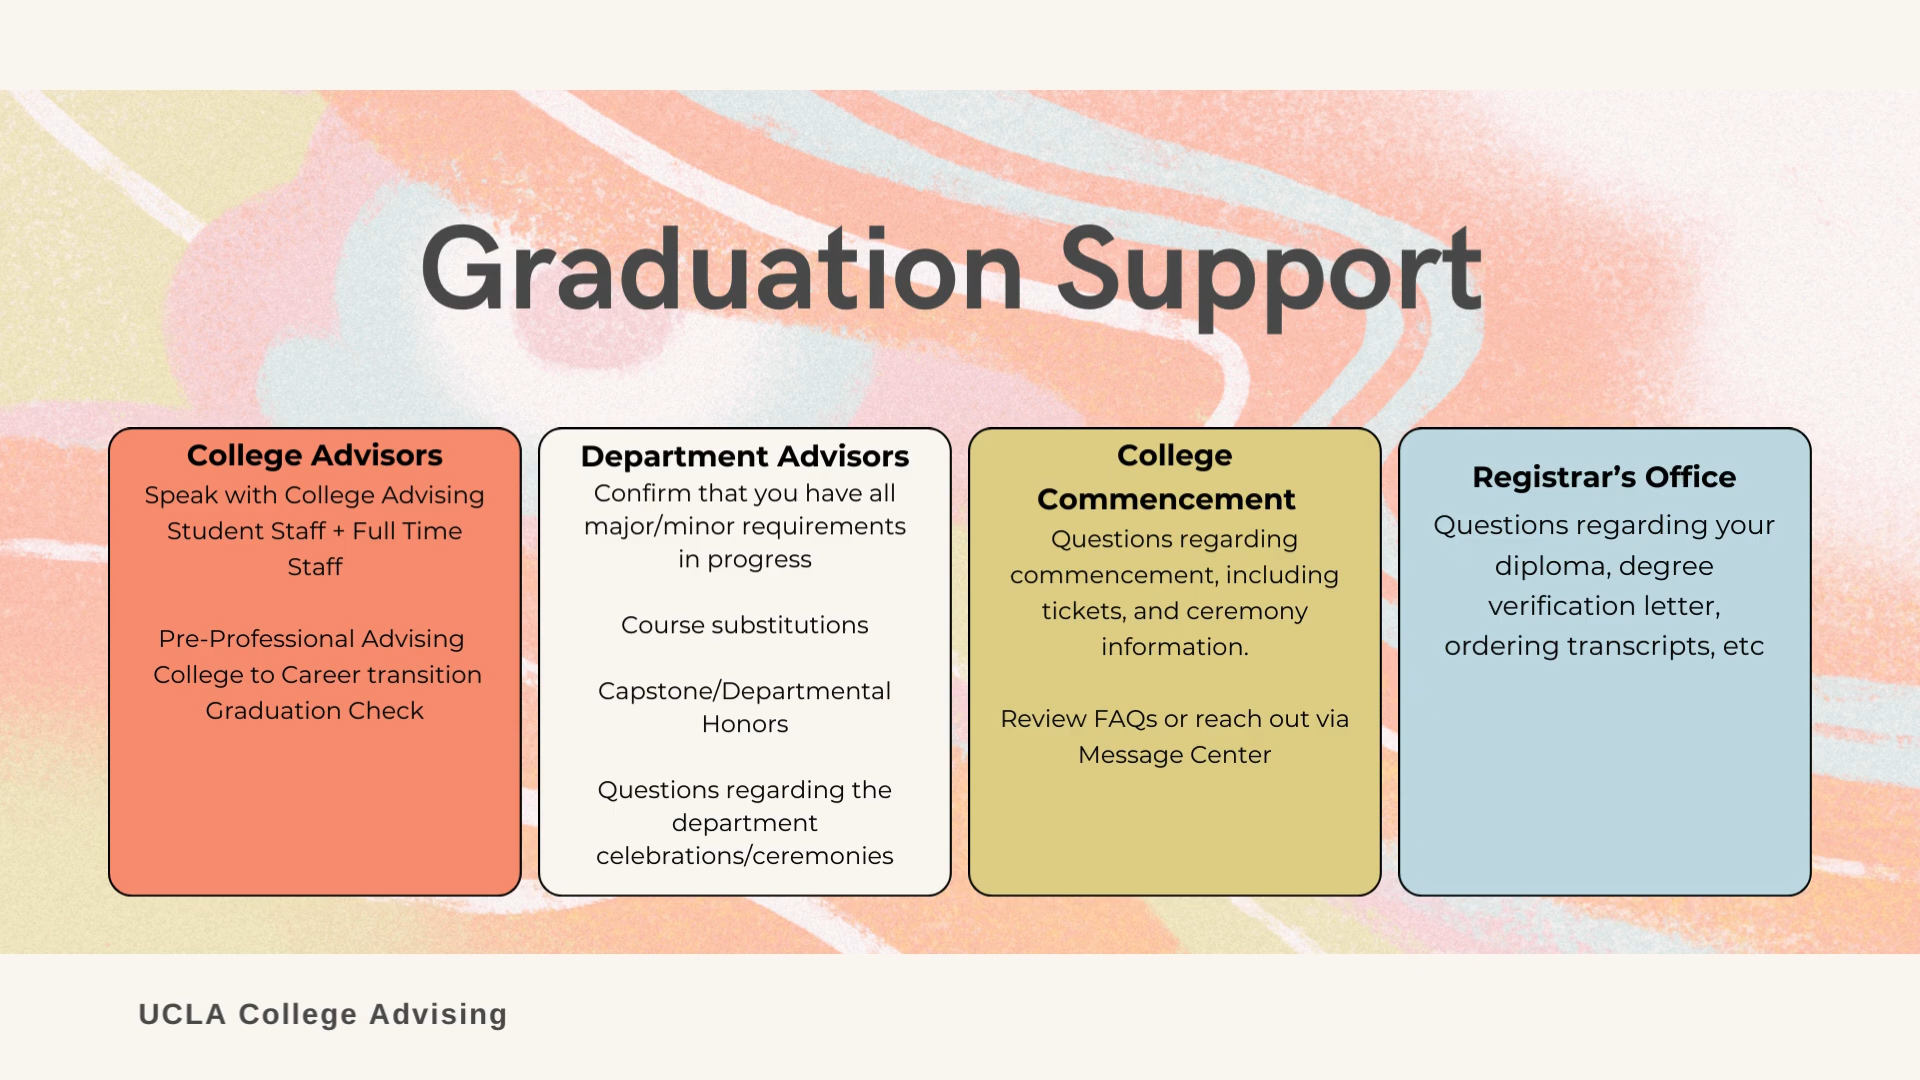 Graduation Support
College Advisors
Speak with College Advising
Student Staff + Full Time
Staff
Pre-Professional Advising
College to Career transition
Graduation Check
Department Advisors
Confirm that you have all
major/minor requirements
in progress
Course substitutions
Capstone/Departmental
Honors
Questions regarding the
department
celebrations/ceremonies
College
Commencement
Questions regarding
commencement, including
tickets, and ceremony
information.
Review FAQs or reach out via
Message Center
Registrar’s Office
Questions regarding your
diploma, degree
verification letter,
ordering transcripts, etc
UCLA College Advising